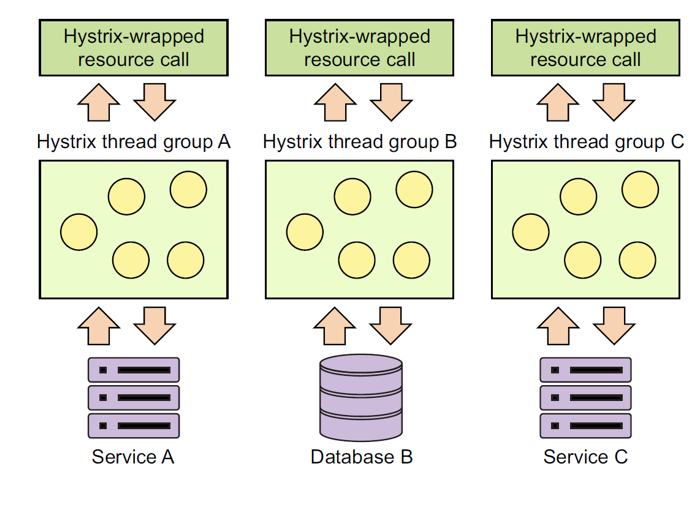 Hystrix-wrapped
resource call
Hystrix-wrapped
resource call
Hystrix-wrapped
resource call
Hystrix thread group A
Hystrix thread group B
Hystrix thread group C
Service A
Database B
Service C